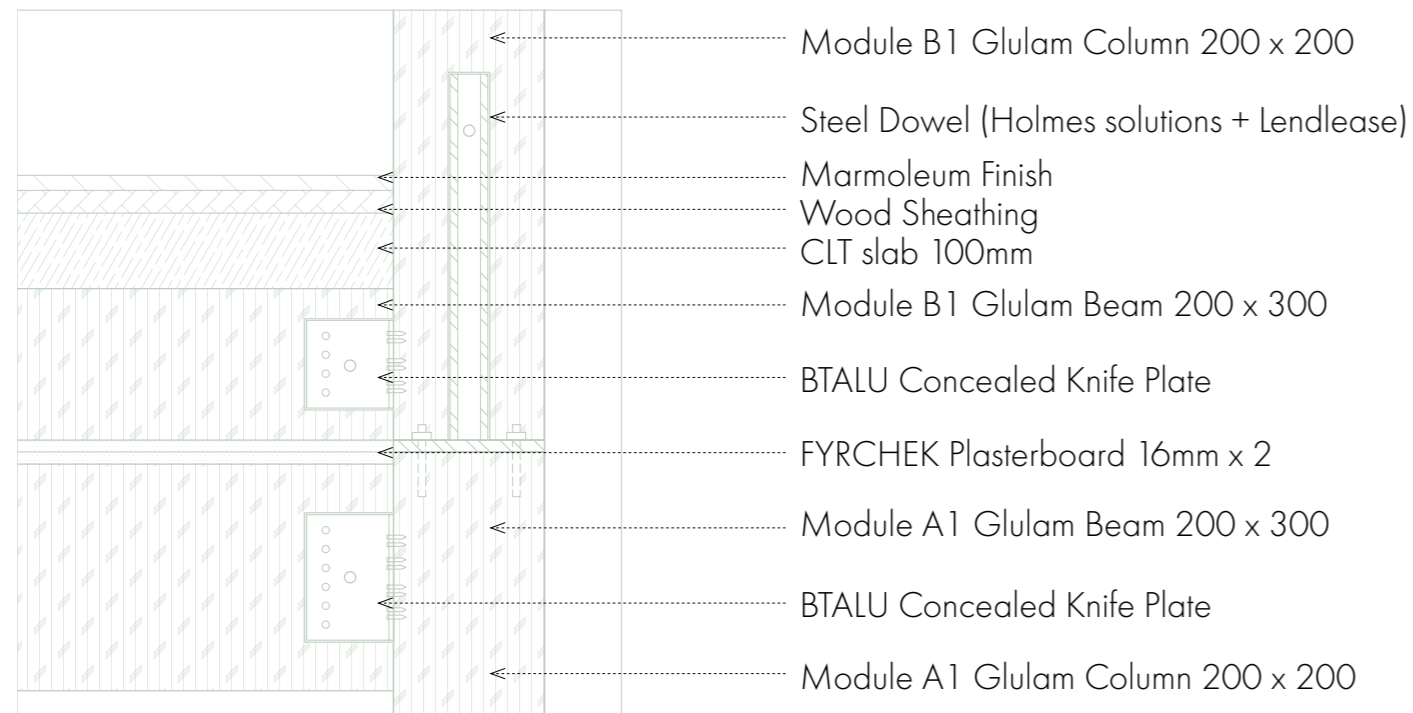 Module B1 Glulam Column 200 x 200
Steel Dowel (Holmes solutions + Lendlease)
Marmoleum Finish
Wood Sheathing
CLT slab 100mm
Module B1 Glulam Beam 200 x 300
BTALU Concealed Knife Plate
FYRCHEK Plasterboard 16mm x 2
Module A1 Glulam Beam 200 x 300
BTALU Concealed Knife Plate
Module A1 Glulam Column 200 x 200